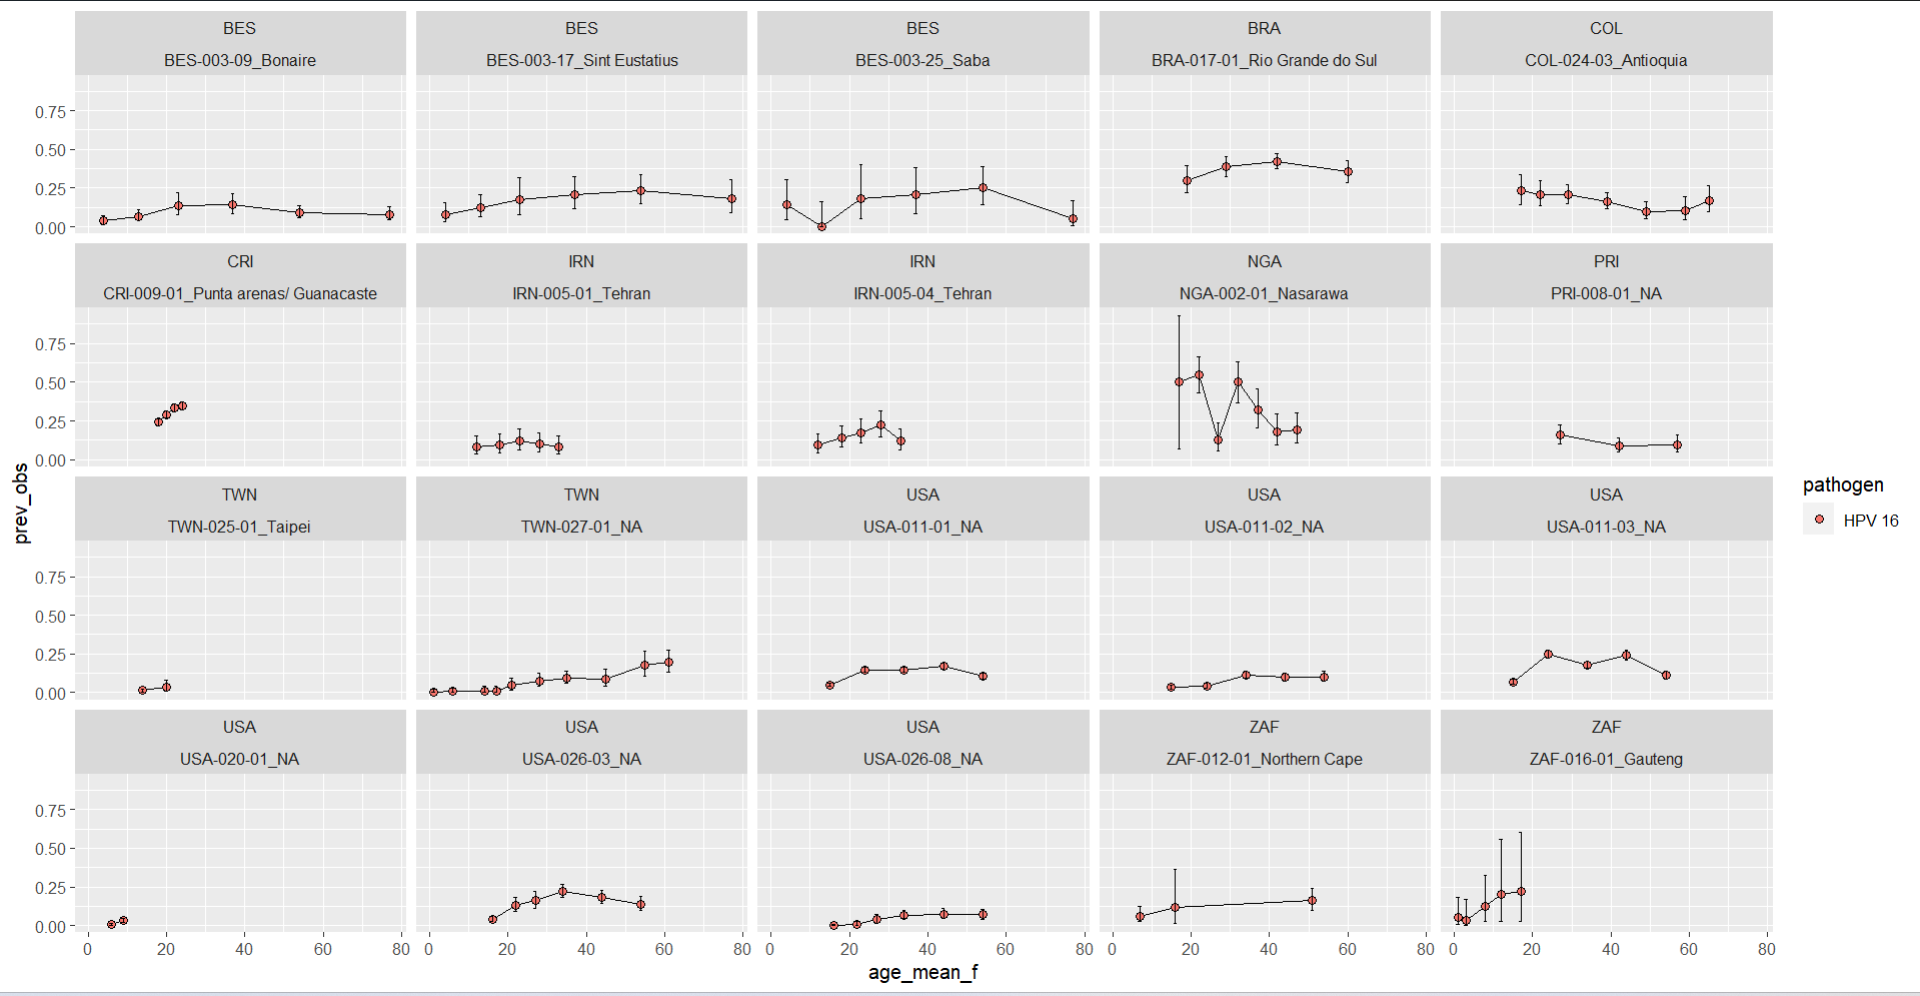 BES BES BES BRA COL
BES-003-09_Bonaire BES-003-17_Sint Eustatius BES-003-25_Saba BRA-017-01_Rio Grande do Sul COL-024-03_Antioquia
0.75
0.50
0.25
0.00
CRI IRN IRN NGA PRI
CRI-009-01_Punta arenas/ Guanacaste IRN-005-01_Tehran IRN-005-04_Tehran NGA-002-01_Nasarawa PRI-008-01_NA
0.75
0.50
0.25
0.00
prev_obs
pathogen
HPV 16
TWN TWN USA USA USA
TWN-025-01_Taipei TWN-027-01_NA USA-011-01_NA USA-011-02_NA USA-011-03_NA
0.75
0.50
0.25
0.00
USA USA USA ZAF ZAF
USA-020-01_NA USA-026-03_NA USA-026-08_NA ZAF-012-01_Northern Cape ZAF-016-01_Gauteng
0.75
0.50
0.25
0.00
0 20 40 60 80 0 20 40 60 80 0 20 40 60 80 0 20 40 60 80 0 20 40 60 80
age_mean_f